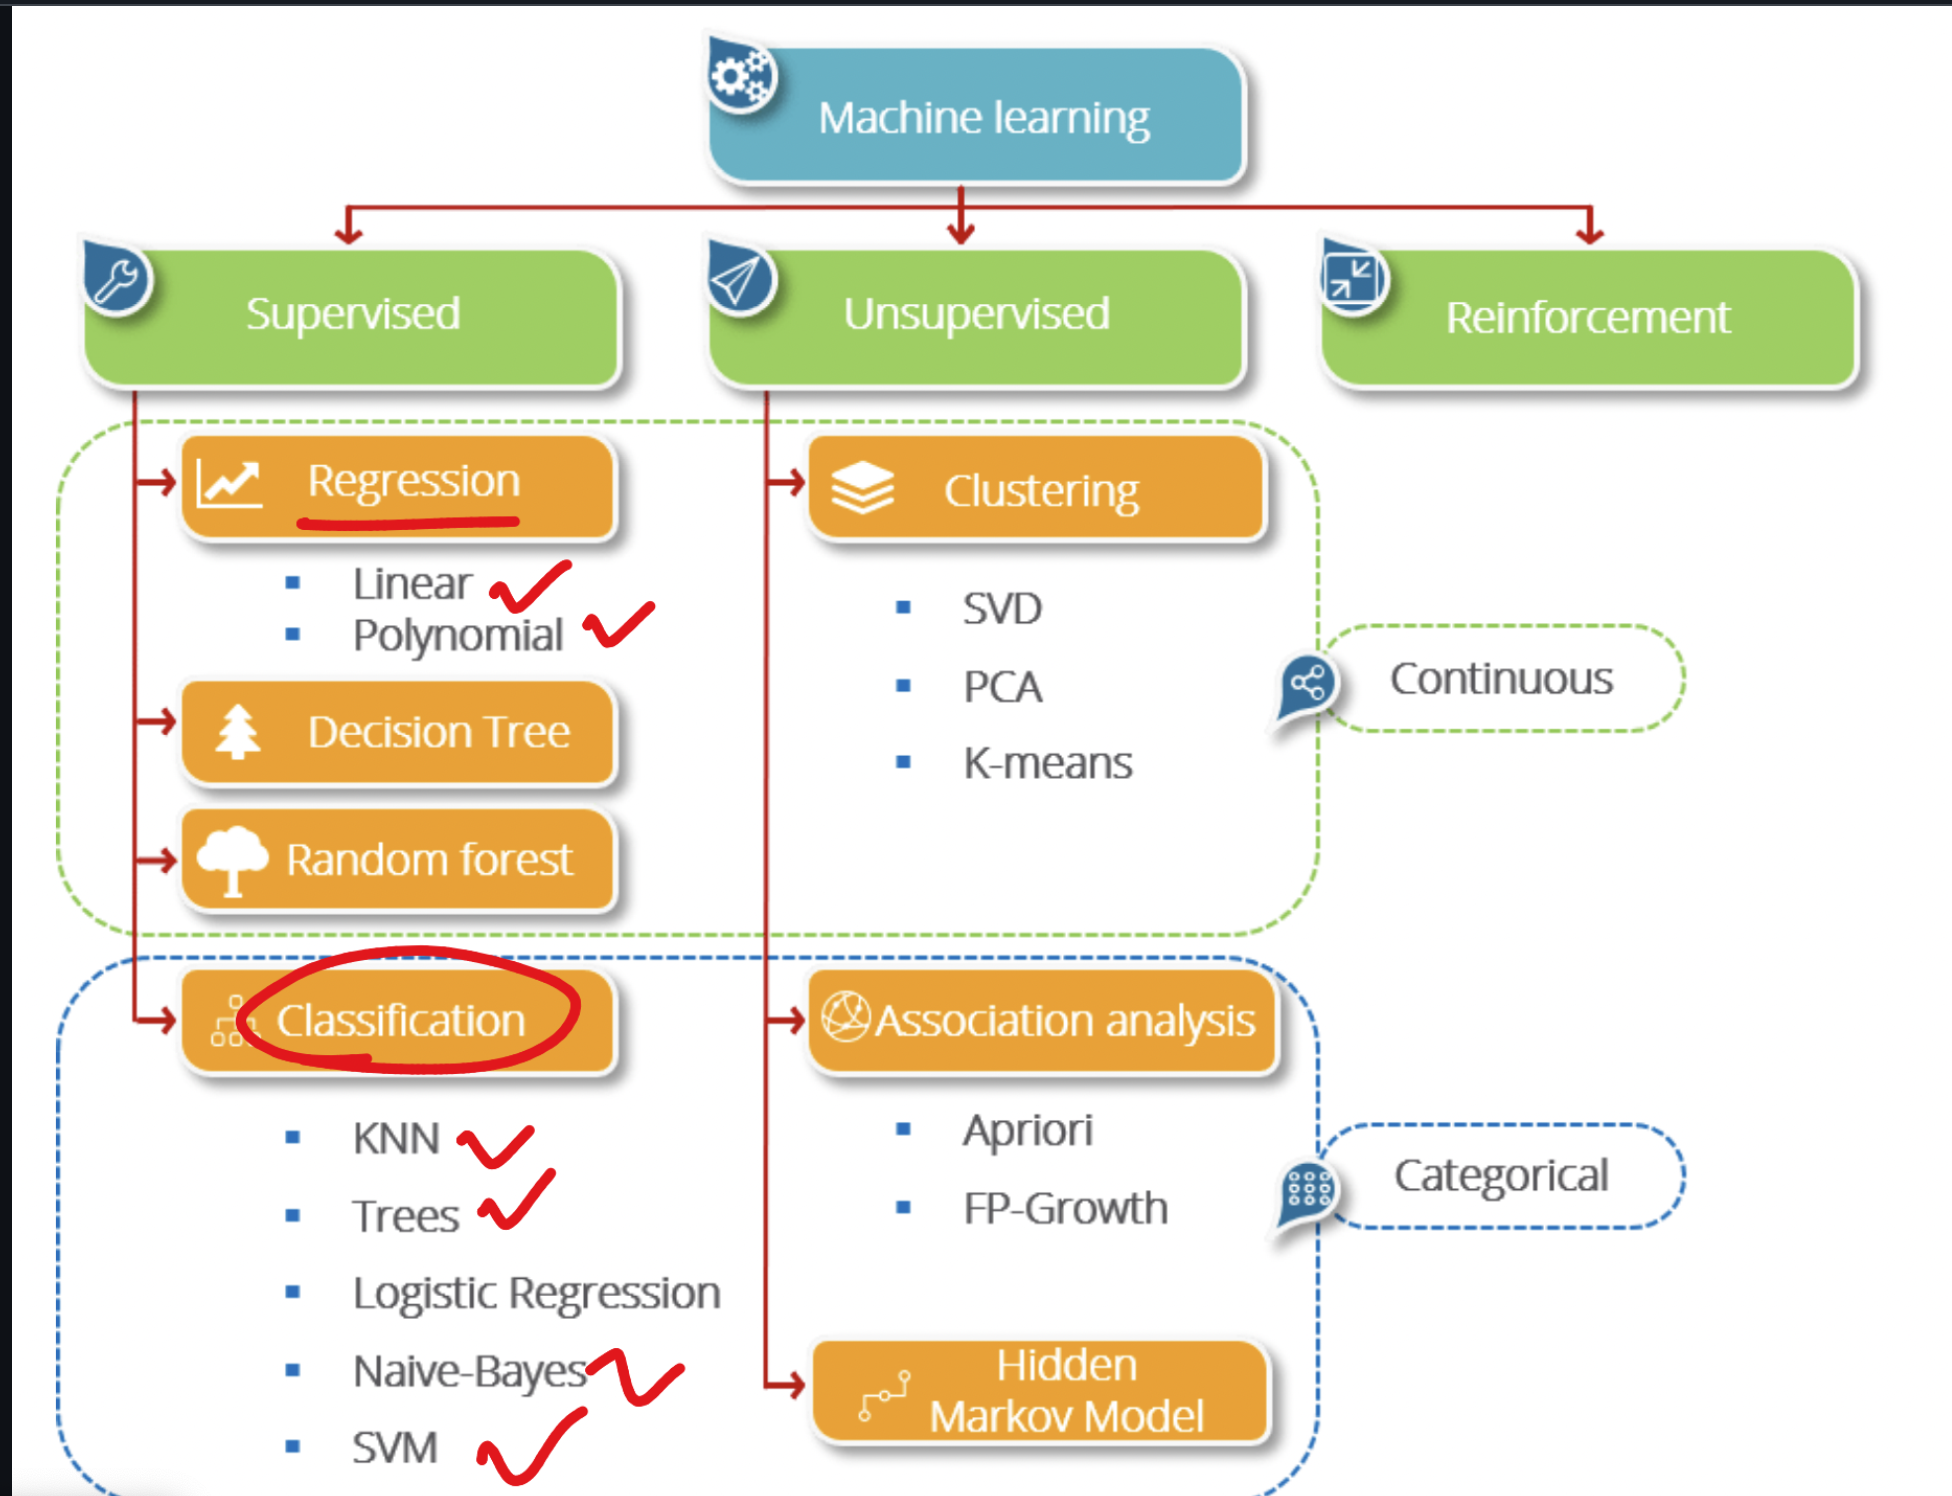 Machine learning
Supervised
Unsupervised
Reinforcement
Regression
Linear
Polynomial
Decision Tree
Random forest
Clustering
SVD
PCA
K-means
Continuous
Classification
KNN
Trees
Logistic Regression
Naive-Bayes
SVM
Association analysis
Apriori
FP-Growth
Hidden
Markov Model
Categorical